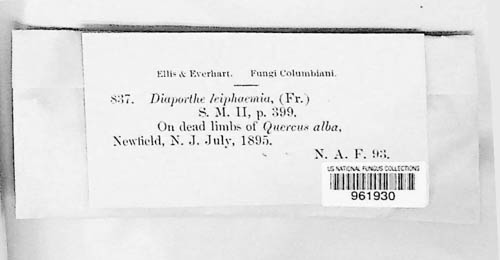 Ellis & Everhart. Fungi Columbiani.
837. Diaporthe leiphaemia, (Fr.)
S. M. II, p. 399.
On dead limbs of Quercus alba,
Newfield, N. J. July, 1895.
N. A. F. 93.
US NATIONAL FUNGUS COLLECTIONS
961930